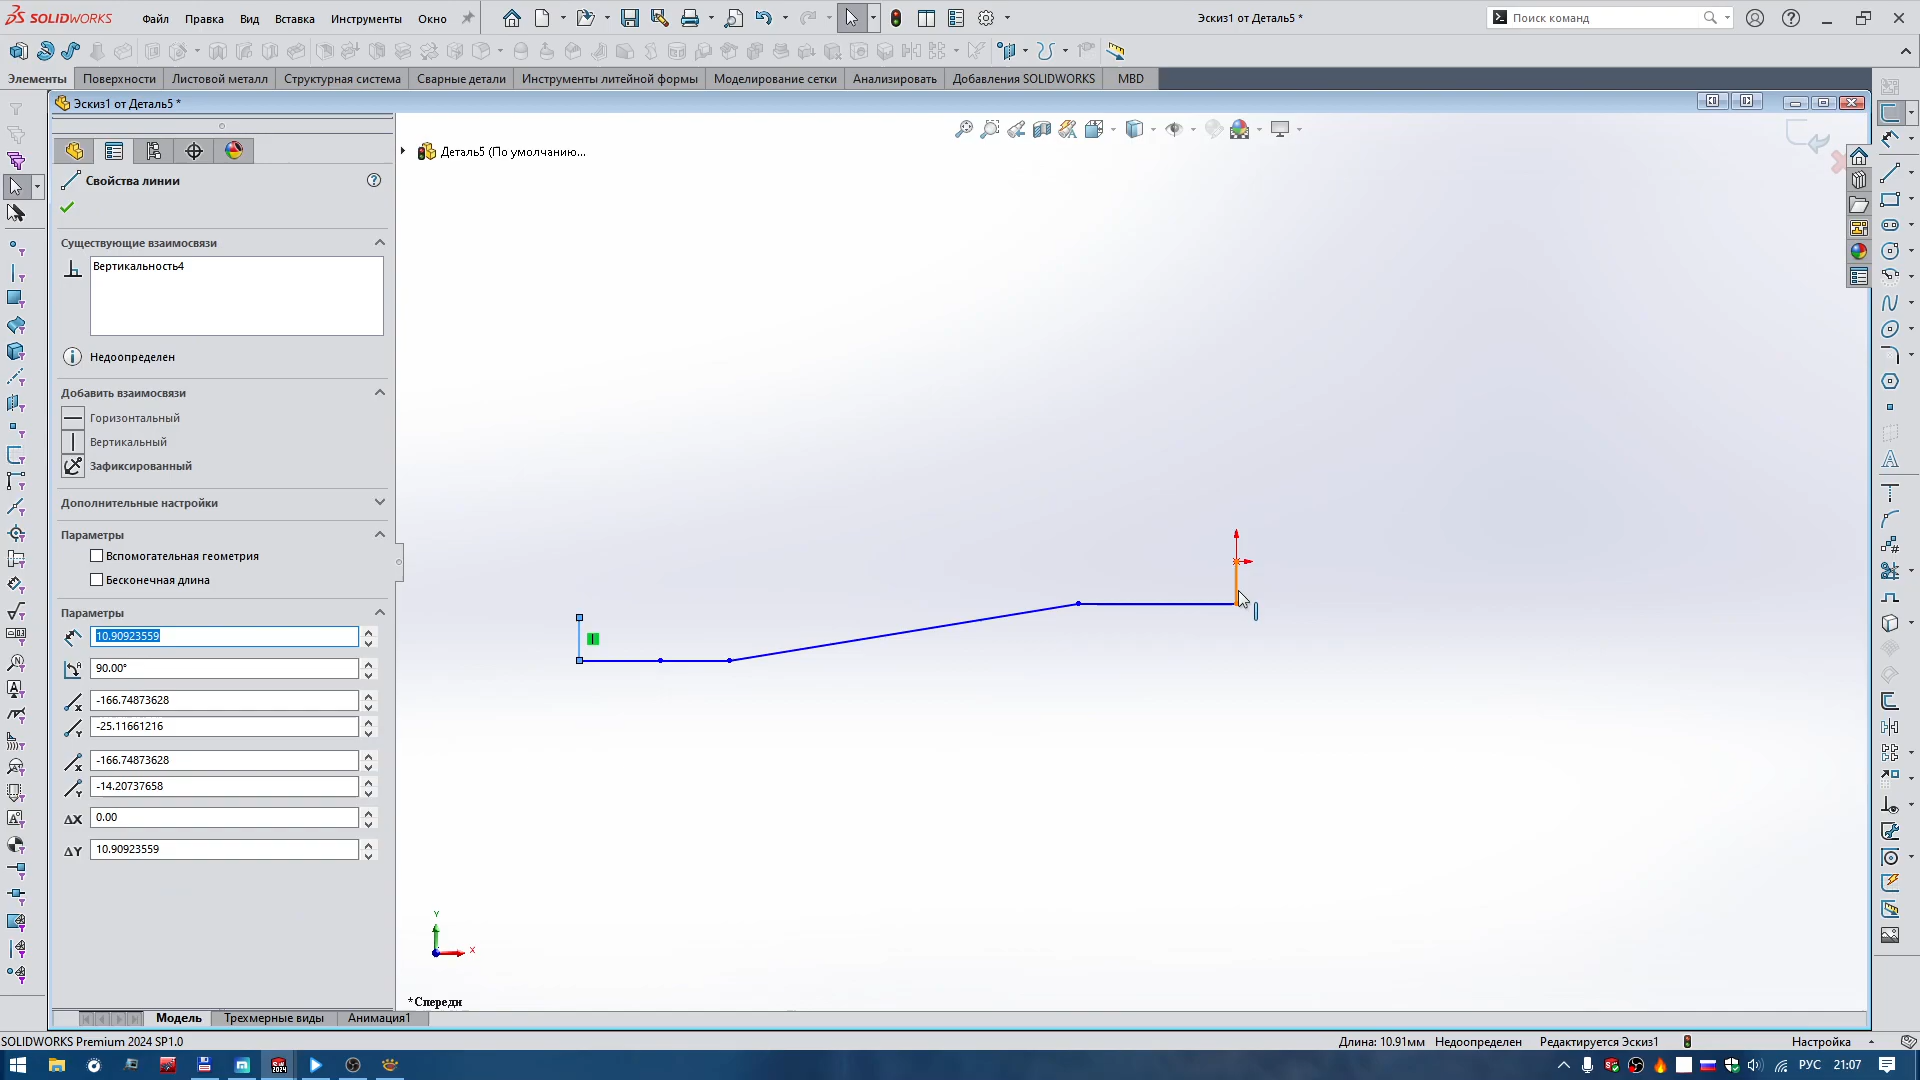 SOLIDWORKS
Файл
Правка
Вид
Вставка
Инструменты
Окно
Эскиз1 от Деталь5 *
Поиск команд
Элементы
Поверхности
Листовой металл
Структурная система
Сварные детали
Инструменты литейной формы
Моделирование сетки
Анализировать
Добавления SOLIDWORKS
MBD
Эскиз1 от Деталь5 *
Деталь5 (По умолчанию...
Свойства линии
Существующие взаимосвязи
Вертикальность4
Недоопределен
Добавить взаимосвязи
Горизонтальный
Вертикальный
Зафиксированный
Дополнительные настройки
Параметры
Вспомогательная геометрия
Бесконечная длина
Параметры
10.90923559
90.00°
-166.74873628
-25.11661216
-166.74873628
-14.20737658
ΔX 0.00
ΔY 10.90923559
Y
X
*Спереди
Модель
Трехмерные виды
Анимация1
SOLIDWORKS Premium 2024 SP1.0
Длина: 10.91мм
Недоопределен
Редактируется Эскиз1
Настройка
РУС
21:07